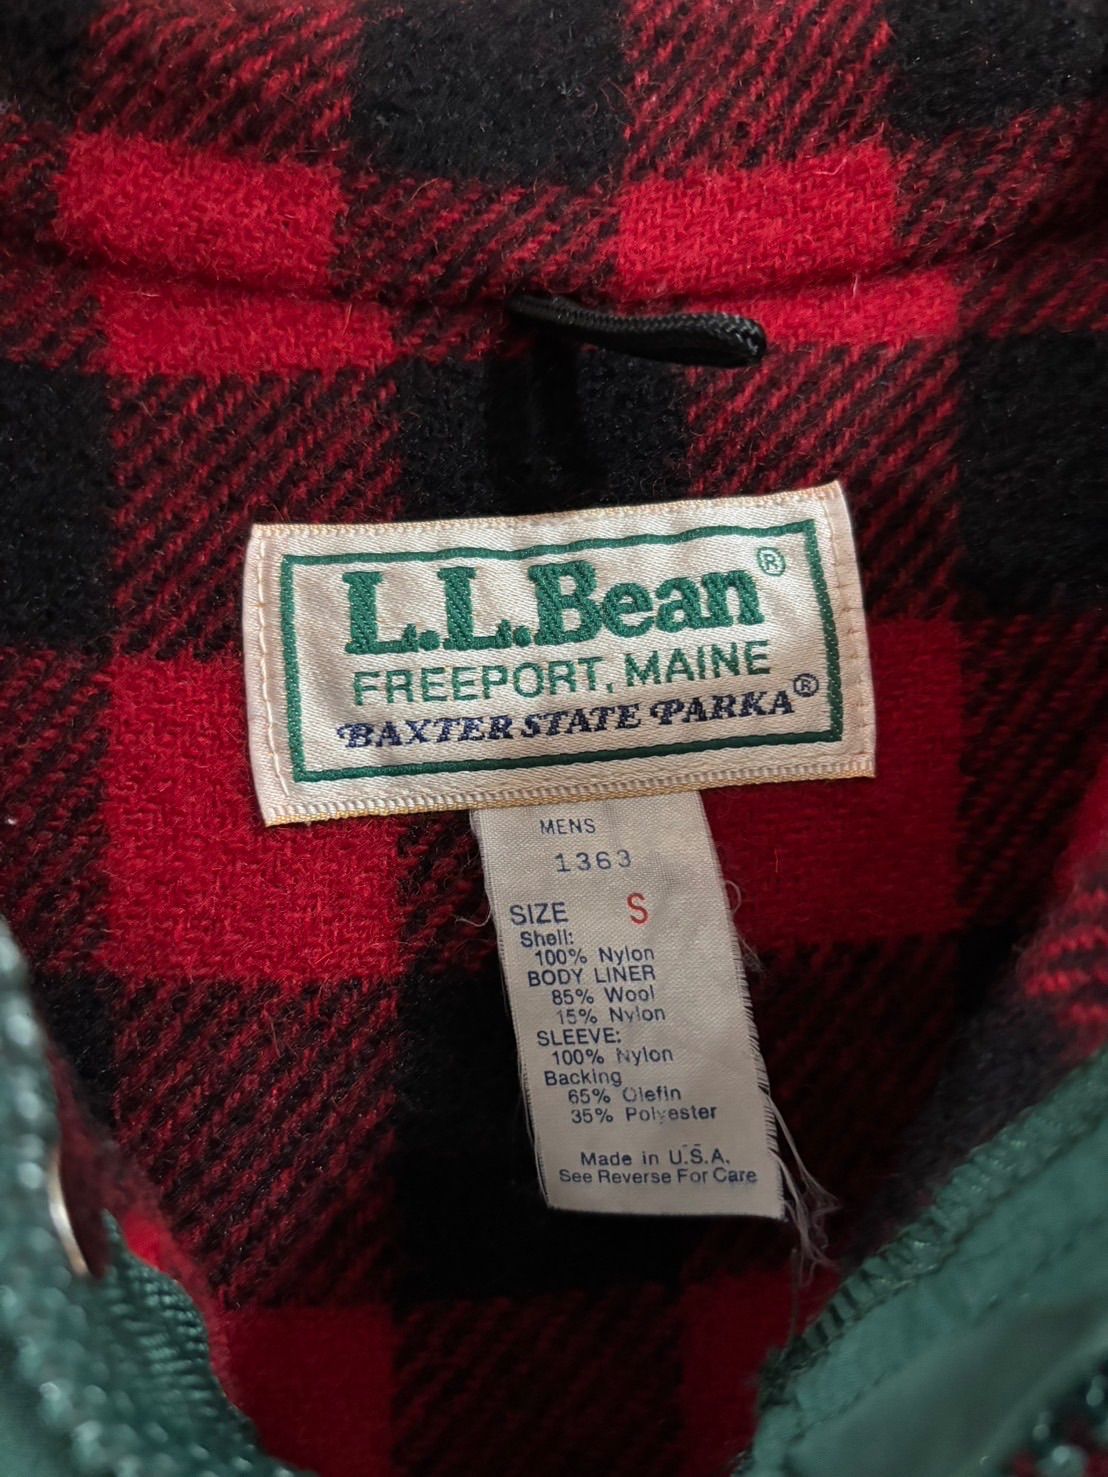 L.L.Bean®
FREEPORT, MAINE
BAXTER STATE PARKA®
MENS
1363
SIZE S
Shell:
100% Nylon
BODY LINER
85% Wool
15% Nylon
SLEEVE:
100% Nylon
Backing
65% Olefin
35% Polyester
Made in U.S.A.
See Reverse For Care